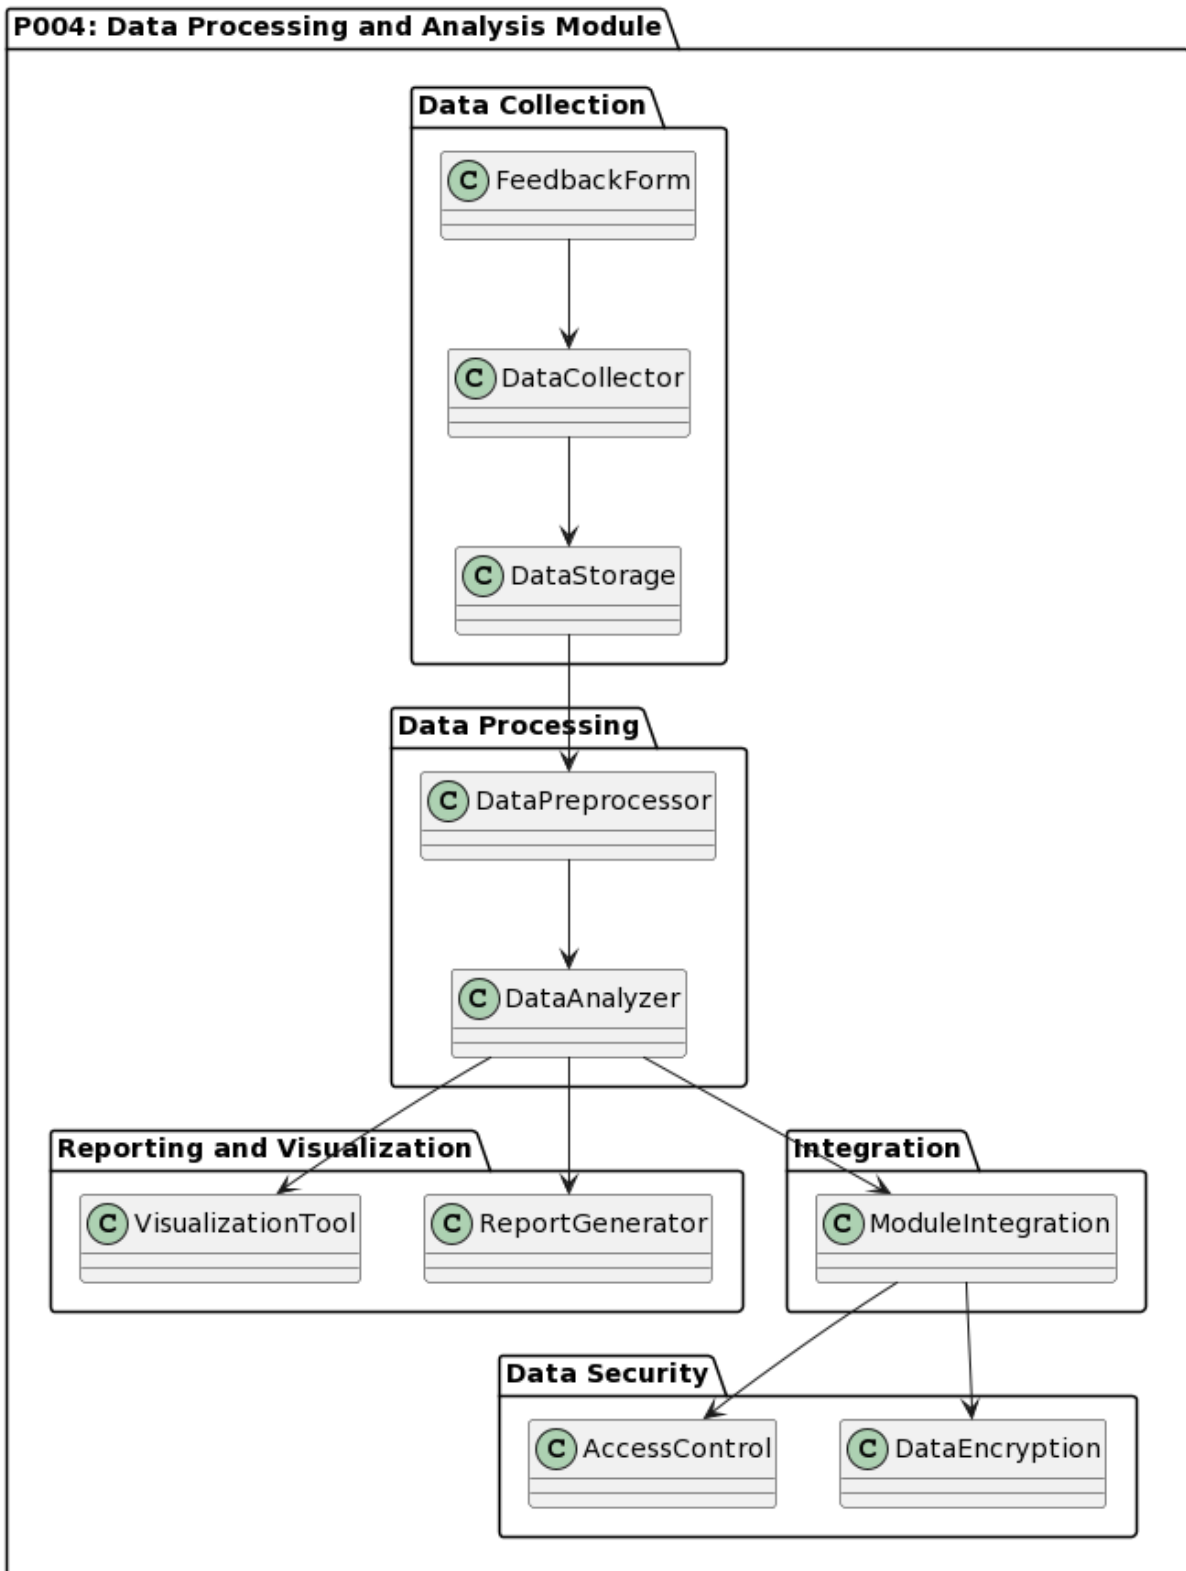 P004: Data Processing and Analysis Module
Data Collection
C FeedbackForm
C DataCollector
C DataStorage
Data Processing
C DataPreprocessor
C DataAnalyzer
Reporting and Visualization
Integration
C VisualizationTool
C ReportGenerator
C ModuleIntegration
Data Security
C AccessControl
C DataEncryption